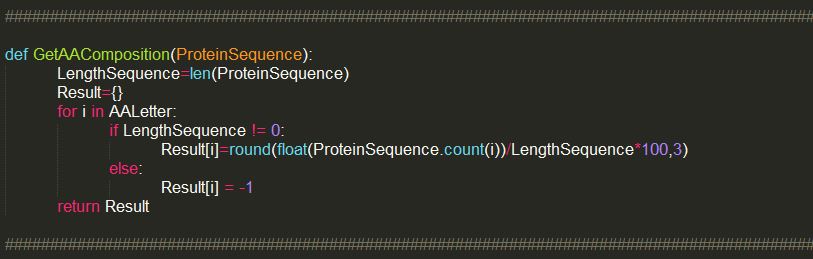 ################################################################################
def GetAAComposition(ProteinSequence):
	LengthSequence=len(ProteinSequence)
	Result={}
	for i in AALetter:
		if LengthSequence != 0:
			Result[i]=round(float(ProteinSequence.count(i))/LengthSequence*100,3)
		else:
			Result[i] = -1
	return Result
################################################################################